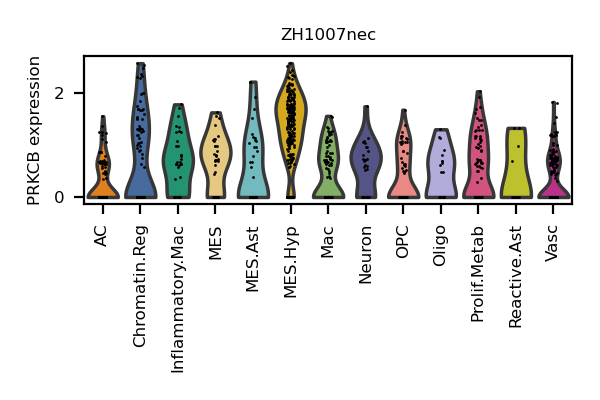 ZH1007nec
PRKCB expression
2
0
AC
Chromatin.Reg
Inflammatory.Mac
MES
MES.Ast
MES.Hyp
Mac
Neuron
OPC
Oligo
Prolif.Metab
Reactive.Ast
Vasc